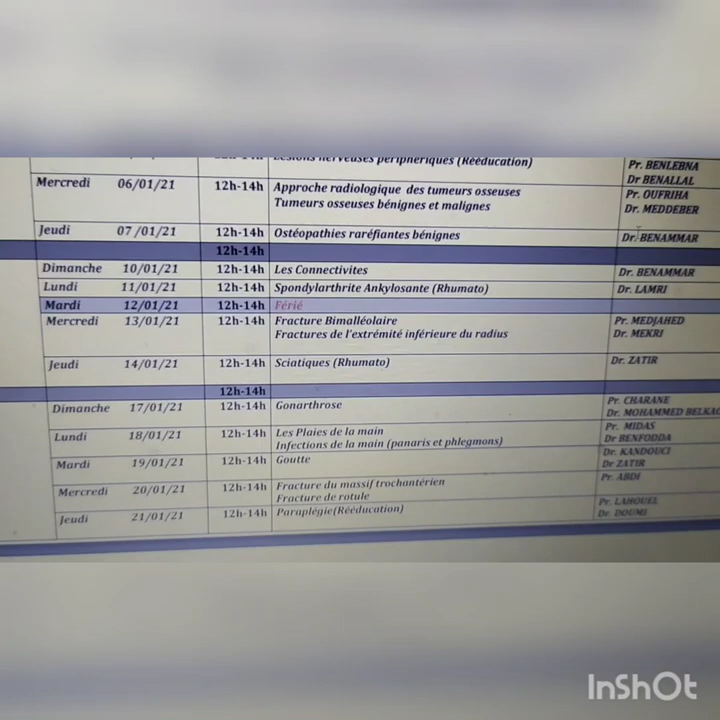 Lésions nerveuses périphériques (Rééducation) Pr. BENLEBNA
Dr BENALLAL
Mercredi 06/01/21 12h-14h Approche radiologique des tumeurs osseuses Pr. OUFRIHA
Tumeurs osseuses bénignes et malignes Dr. MEDDEBER
Jeudi 07/01/21 12h-14h Ostéopathies raréfiantes bénignes Dr. BENAMMAR
12h-14h
Dimanche 10/01/21 12h-14h Les Connectivites Dr. BENAMMAR
Lundi 11/01/21 12h-14h Spondylarthrite Ankylosante (Rhumato) Dr. LAMRI
Mardi 12/01/21 12h-14h Férié
Mercredi 13/01/21 12h-14h Fracture Bimalléolaire Pr. MEDJAHED
Fractures de l'extrémité inférieure du radius Dr. MEKRI
Jeudi 14/01/21 12h-14h Sciatiques (Rhumato) Dr. ZATIR
12h-14h
Dimanche 17/01/21 12h-14h Gonarthrose Pr. CHARANE
Dr. MOHAMMED BELKAC
Lundi 18/01/21 12h-14h Les Plaies de la main Pr. MIDAS
Infections de la main (panaris et phlegmons) Dr BENFODDA
Mardi 19/01/21 12h-14h Goutte Dr. KANDOUCI
Dr ZATIR
Mercredi 20/01/21 12h-14h Fracture du massif trochantérien Pr. ABDI
Fracture de rotule
Jeudi 21/01/21 12h-14h Paraplégie(Rééducation) Pr. LAHOUEL
Dr. DOUMI
InShOt